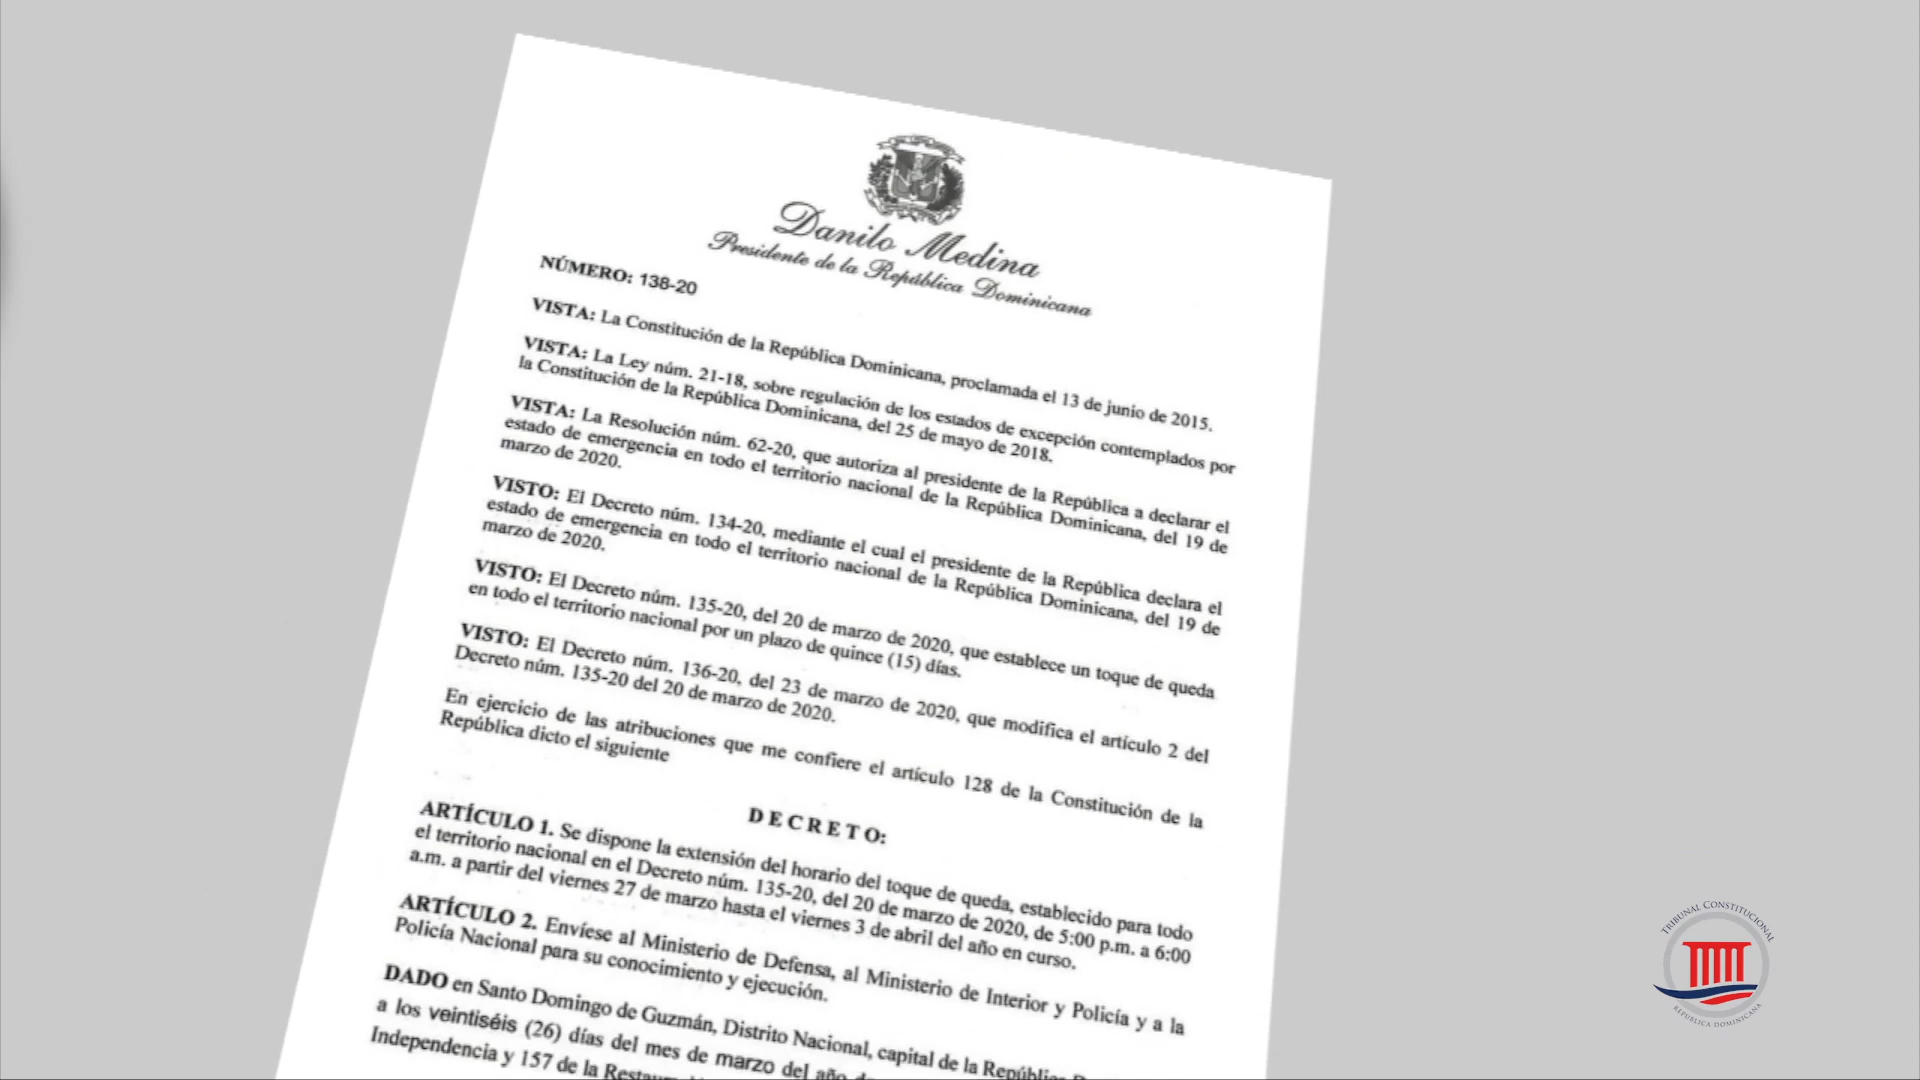 Danilo Medina
Presidente de la República Dominicana
NÚMERO: 138-20
VISTA: La Constitución de la República Dominicana, proclamada el 13 de junio de 2015.
VISTA: La Ley núm. 21-18, sobre regulación de los estados de excepción contemplados por
la Constitución de la República Dominicana, del 25 de mayo de 2018.
VISTA: La Resolución núm. 62-20, que autoriza al presidente de la República a declarar el
estado de emergencia en todo el territorio nacional de la República Dominicana, del 19 de
marzo de 2020.
VISTO: El Decreto núm. 134-20, mediante el cual el presidente de la República declara el
estado de emergencia en todo el territorio nacional de la República Dominicana, del 19 de
marzo de 2020.
VISTO: El Decreto núm. 135-20, del 20 de marzo de 2020, que establece un toque de queda
en todo el territorio nacional por un plazo de quince (15) días.
VISTO: El Decreto núm. 136-20, del 23 de marzo de 2020, que modifica el artículo 2 del
Decreto núm. 135-20 del 20 de marzo de 2020.
En ejercicio de las atribuciones que me confiere el artículo 128 de la Constitución de la
República dicto el siguiente
DECRETO:
ARTÍCULO 1. Se dispone la extensión del horario del toque de queda, establecido para todo
el territorio nacional en el Decreto núm. 135-20, del 20 de marzo de 2020, de 5:00 p.m. a 6:00
a.m. a partir del viernes 27 de marzo hasta el viernes 3 de abril del año en curso.
ARTÍCULO 2. Envíese al Ministerio de Defensa, al Ministerio de Interior y Policía y a la
Policía Nacional para su conocimiento y ejecución.
DADO en Santo Domingo de Guzmán, Distrito Nacional, capital de la
a los veintiséis (26) días del mes de marzo del año
Independencia y 157 de la
TRIBUNAL CONSTITUCIONAL
REPÚBLICA DOMINICANA